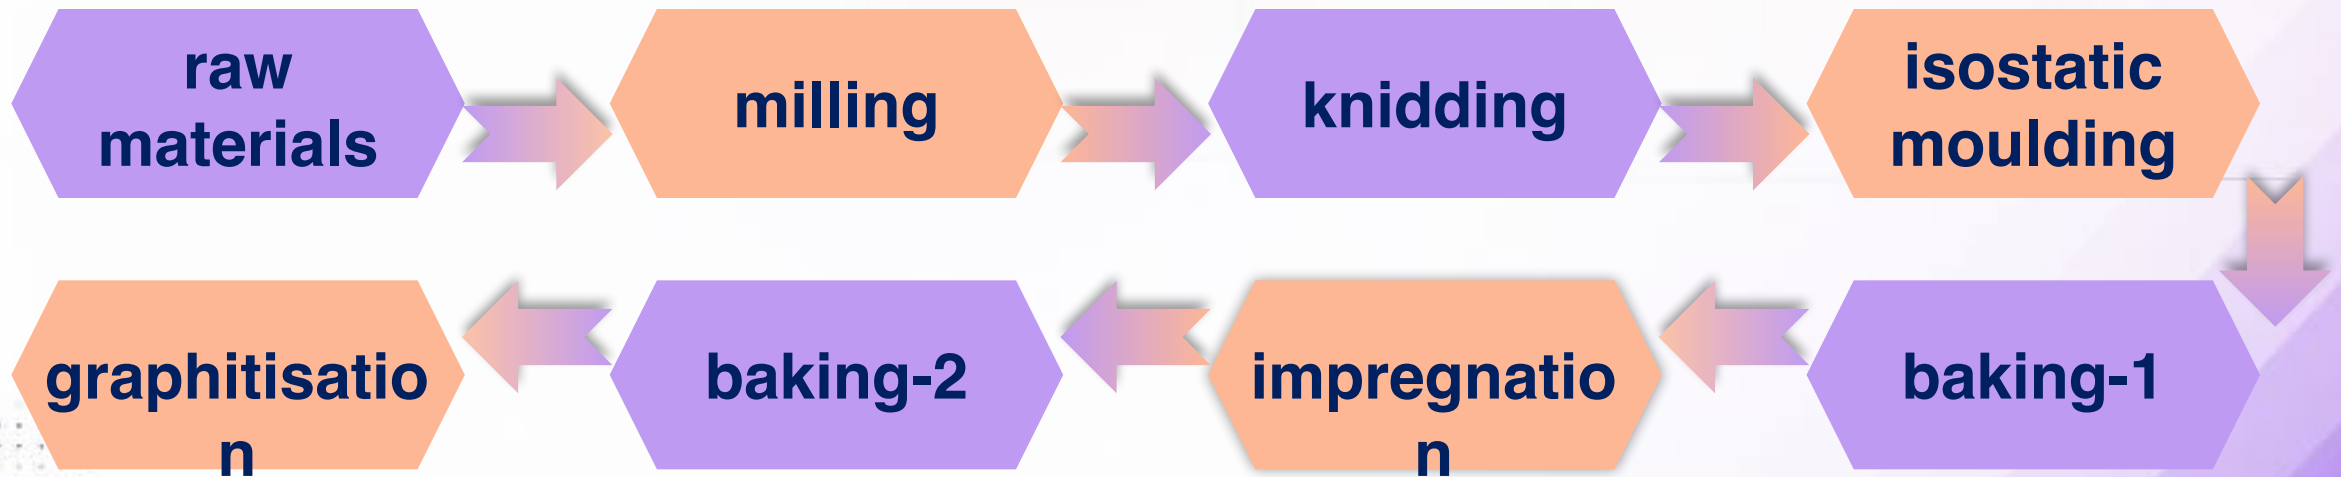 raw
materials
milling
knidding
isostatic
moulding
graphitisatio
n
baking-2
impregnatio
n
baking-1